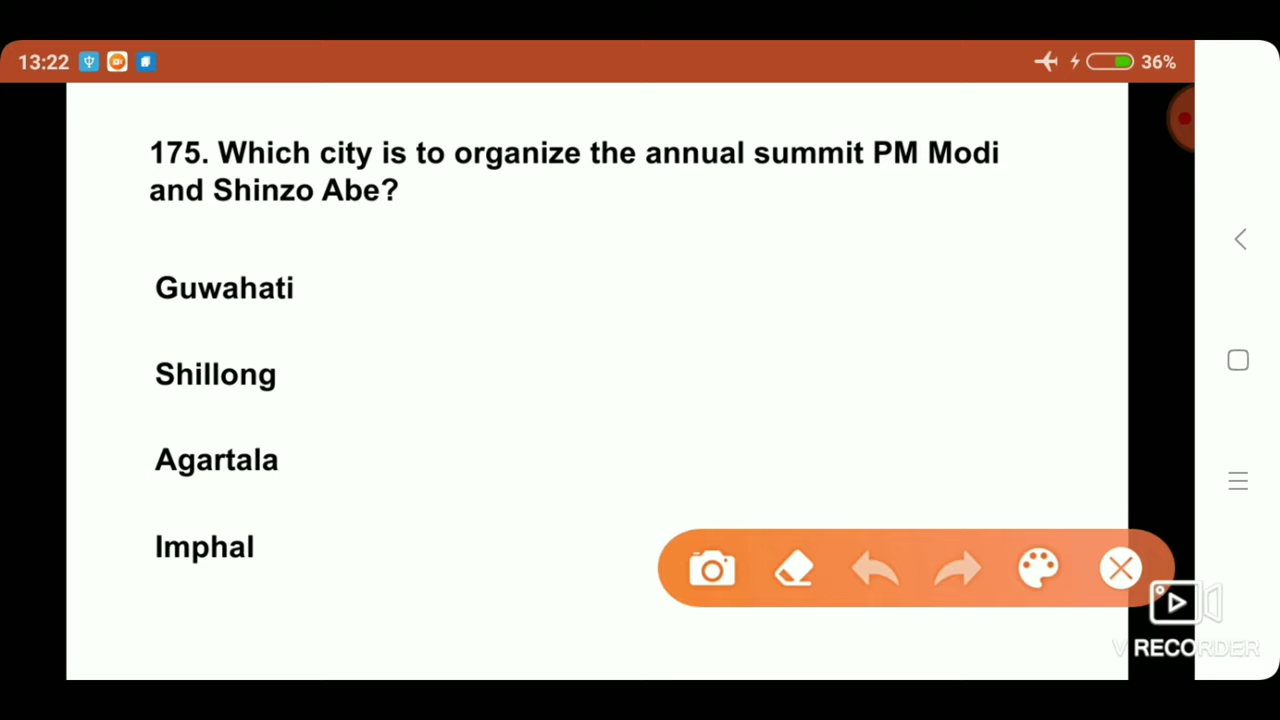 13:22
36%
175. Which city is to organize the annual summit PM Modi
and Shinzo Abe?
Guwahati
Shillong
Agartala
Imphal
V RECORDER